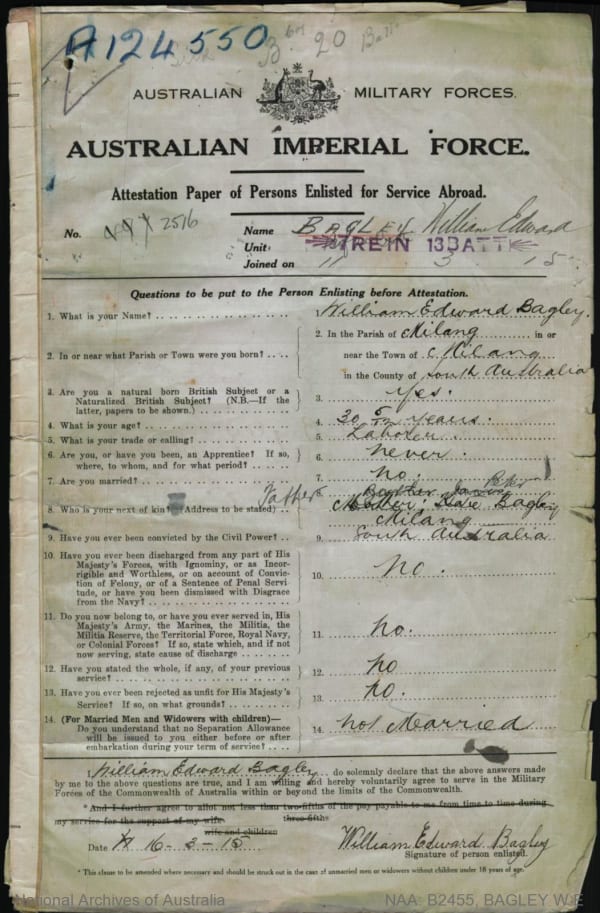 A124550
20 Battn
AUSTRALIAN MILITARY FORCES.
AUSTRALIAN IMPERIAL FORCE.
Attestation Paper of Persons Enlisted for Service Abroad.
No. 2516 Name BAGLEY William Edward
Unit: REIN 13 BATT
Joined on 11 3 15
Questions to be put to the Person Enlisting before Attestation.
1. What is your Name? 1. William Edward Bagley.
2. In or near what Parish or Town were you born? 2. In the Parish of Milang in or
near the Town of Milang
in the County of South Australia
3. Are you a natural born British Subject or a
Naturalized British Subject? (N.B.—If the
latter, papers to be shown.) 3. Yes.
4. What is your age? 4. 30 5/12 years.
5. What is your trade or calling? 5. Laborer.
6. Are you, or have you been, an Apprentice? If so,
where, to whom, and for what period? 6. never.
7. Are you married? 7. no.
Father Peter
8. Who is your next of kin? (Address to be stated) 8. Mother, Bagley
Milang
South Australia
9. Have you ever been convicted by the Civil Power? 9.
10. Have you ever been discharged from any part of His
Majesty's Forces, with Ignominy, or as Incor-
rigible and Worthless, or on account of Convic-
tion of Felony, or of a Sentence of Penal Servi-
tude, or have you been dismissed with Disgrace
from the Navy? 10. No.
11. Do you now belong to, or have you ever served in, His
Majesty's Army, the Marines, the Militia, the
Militia Reserve, the Territorial Force, Royal Navy,
or Colonial Forces? If so, state which, and if not
now serving, state cause of discharge 11. no.
12. Have you stated the whole, if any, of your previous
service? 12. no
13. Have you ever been rejected as unfit for His Majesty's
Service? If so, on what grounds? 13. no.
14. (For Married Men and Widowers with children)—
Do you understand that no Separation Allowance
will be issued to you either before or after
embarkation during your term of service? 14. not Married
I, William Edward Bagley do solemnly declare that the above answers made
by me to the above questions are true, and I am willing and hereby voluntarily agree to serve in the Military
Forces of the Commonwealth of Australia within or beyond the limits of the Commonwealth.
*And I further agree to allot not less than two-fifths of the pay payable to me from time to time during
my service for the support of my wife three-fifths
wife and children
Date 16-3-15 William Edward Bagley
Signature of person enlisted.
* This clause to be amended where necessary and should be struck out in the case of unmarried men or widowers without children under 18 years of age.
National Archives of Australia NAA: B2455, BAGLEY W E